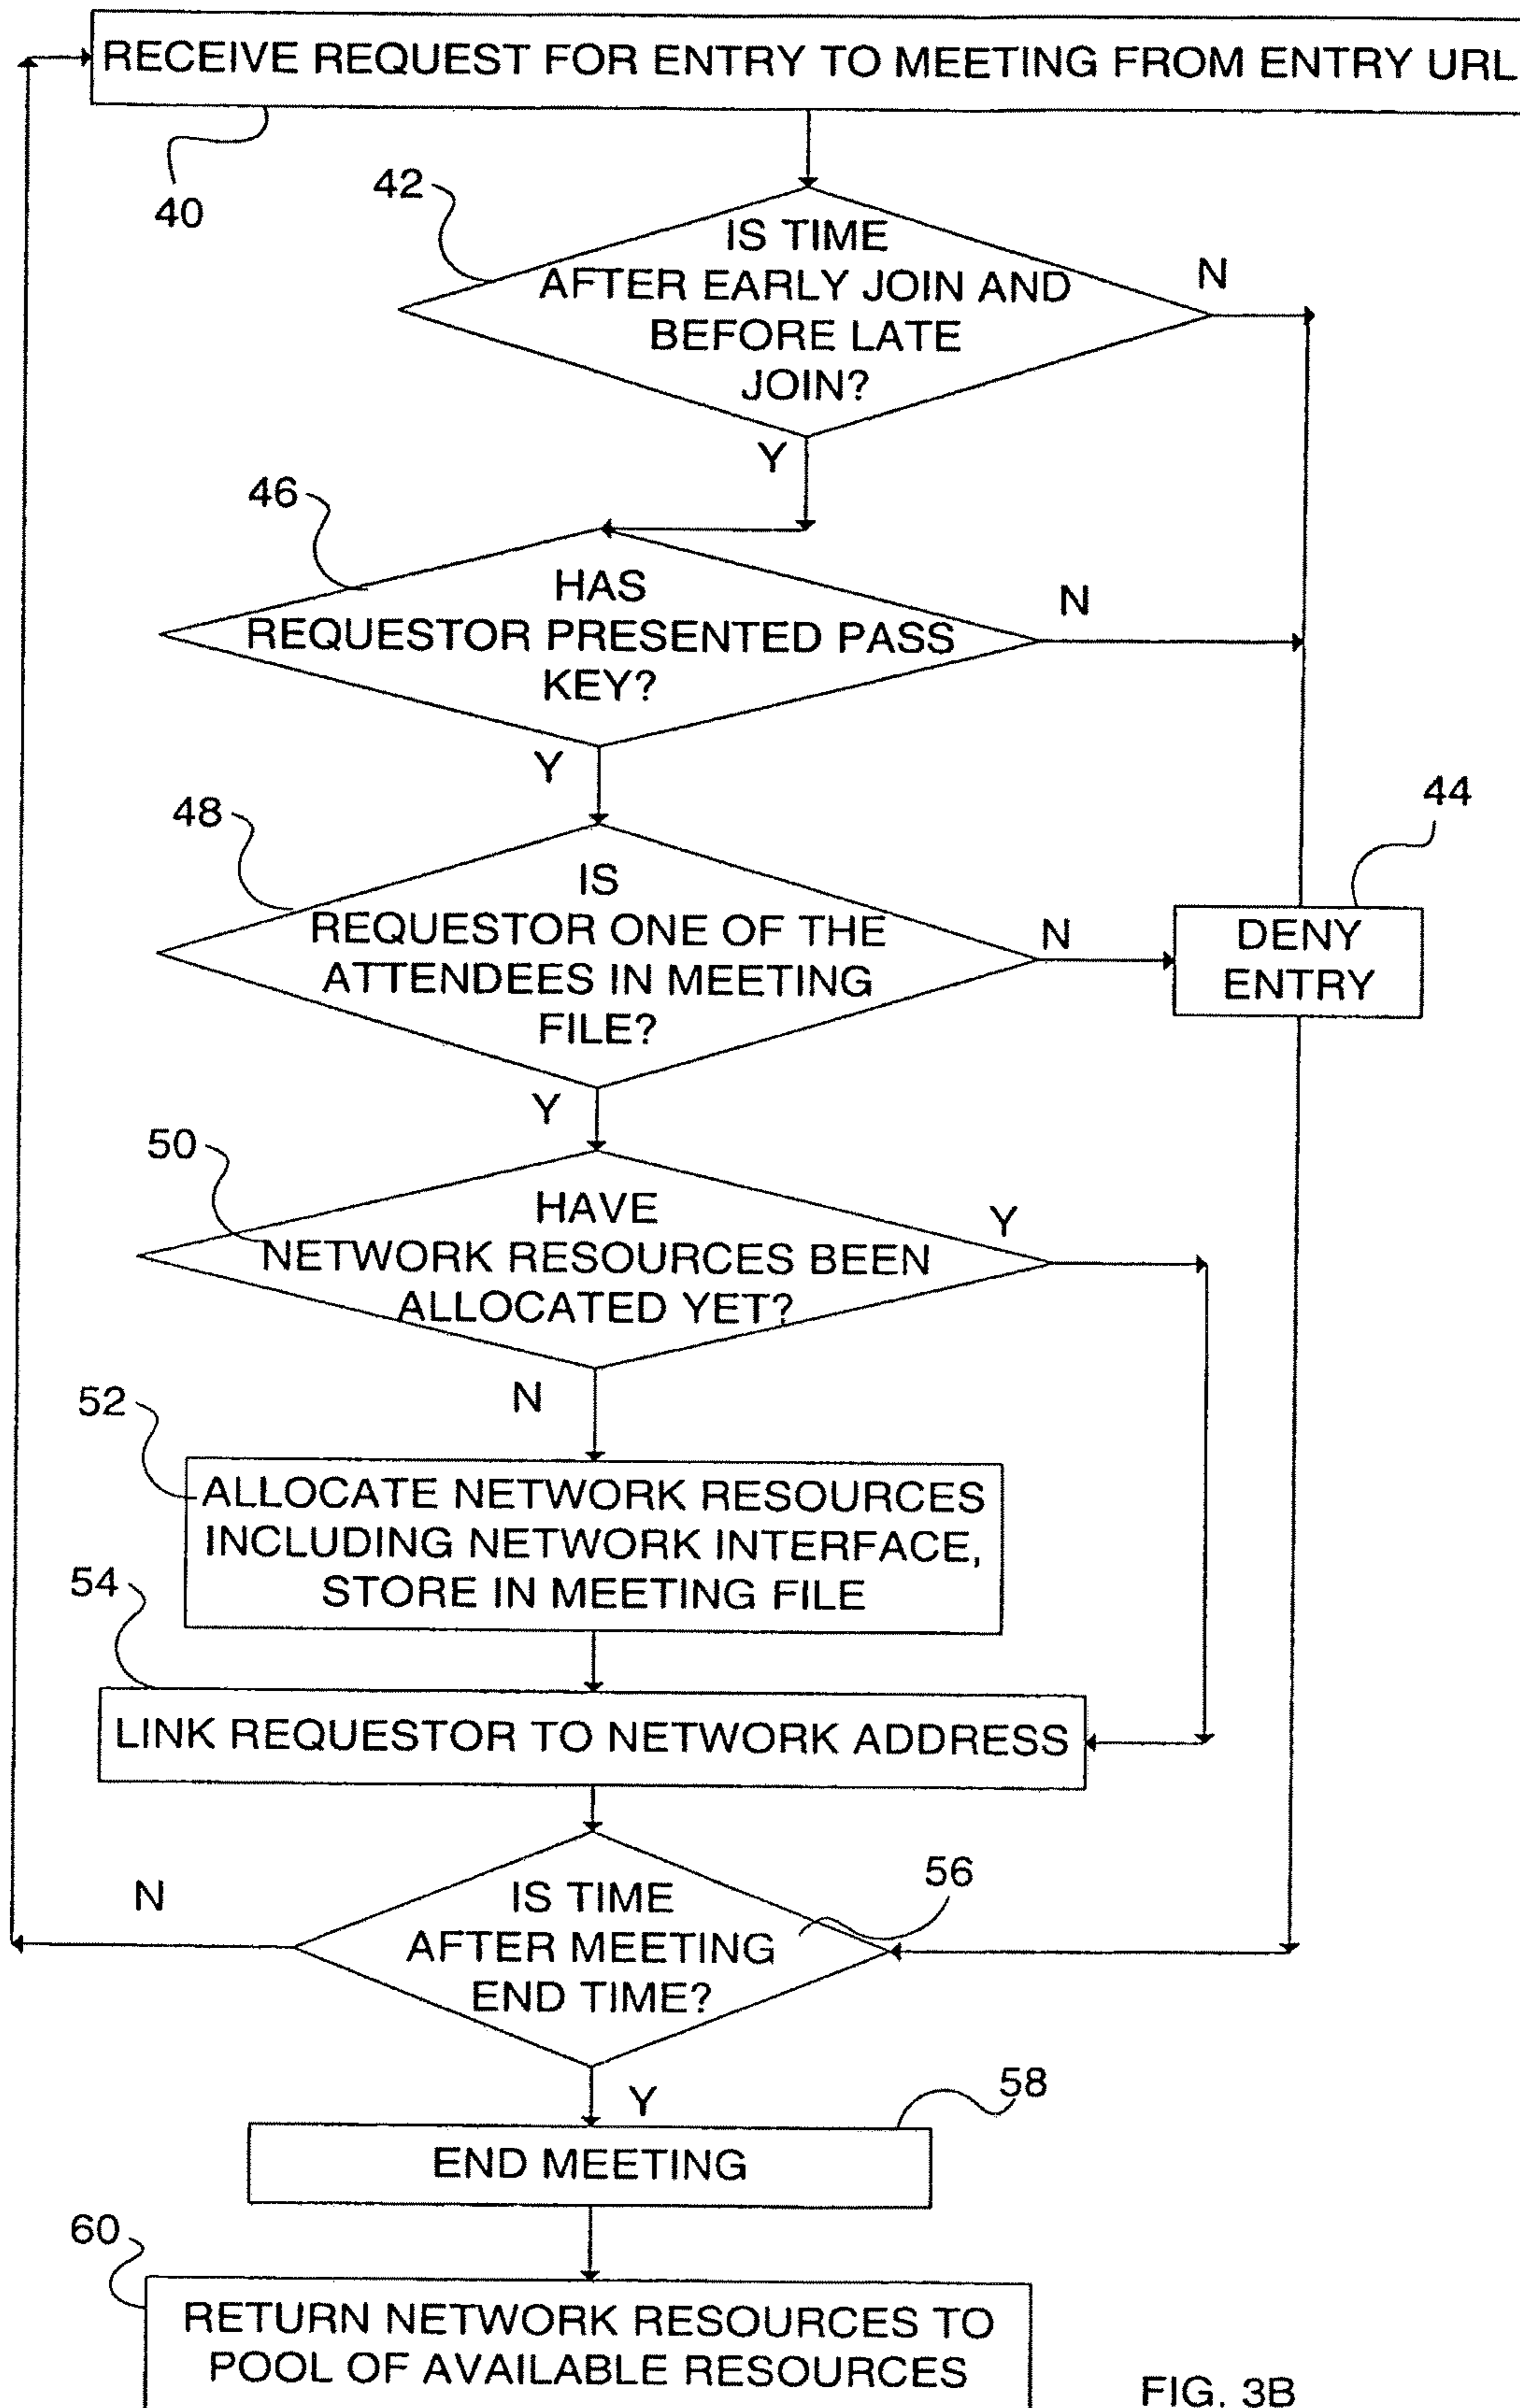 RECEIVE REQUEST FOR ENTRY TO MEETING FROM ENTRY URL
40
42
IS TIME
AFTER EARLY JOIN AND
BEFORE LATE
JOIN?
N
Y
46
HAS
REQUESTOR PRESENTED PASS
KEY?
N
Y
48
IS
REQUESTOR ONE OF THE
ATTENDEES IN MEETING
FILE?
N
44
DENY
ENTRY
Y
50
HAVE
NETWORK RESOURCES BEEN
ALLOCATED YET?
Y
N
52
ALLOCATE NETWORK RESOURCES
INCLUDING NETWORK INTERFACE,
STORE IN MEETING FILE
54
LINK REQUESTOR TO NETWORK ADDRESS
N
IS TIME
AFTER MEETING
END TIME?
56
Y
58
END MEETING
60
RETURN NETWORK RESOURCES TO
POOL OF AVAILABLE RESOURCES
FIG. 3B